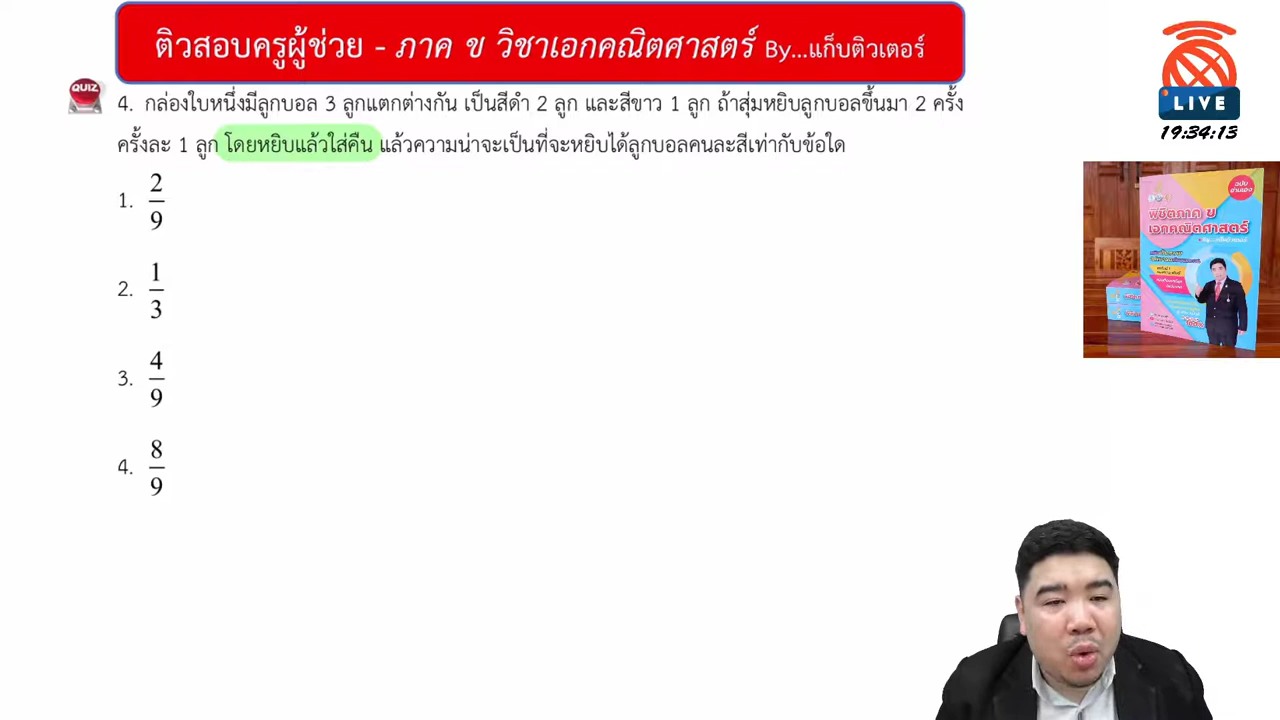 ติวสอบครูผู้ช่วย - ภาค ข วิชาเอกคณิตศาสตร์ By...แก็บติวเตอร์
QUIZ
4. กล่องใบหนึ่งมีลูกบอล 3 ลูกแตกต่างกัน เป็นสีดำ 2 ลูก และสีขาว 1 ลูก ถ้าสุ่มหยิบลูกบอลขึ้นมา 2 ครั้ง
ครั้งละ 1 ลูก โดยหยิบแล้วใส่คืน แล้วความน่าจะเป็นที่จะหยิบได้ลูกบอลคนละสีเท่ากับข้อใด
1. 2/9
2. 1/3
3. 4/9
4. 8/9
LIVE
19:34:13
ฉบับ
อ่านเอง
พิชิตภาค ข
เอกคณิตศาสตร์